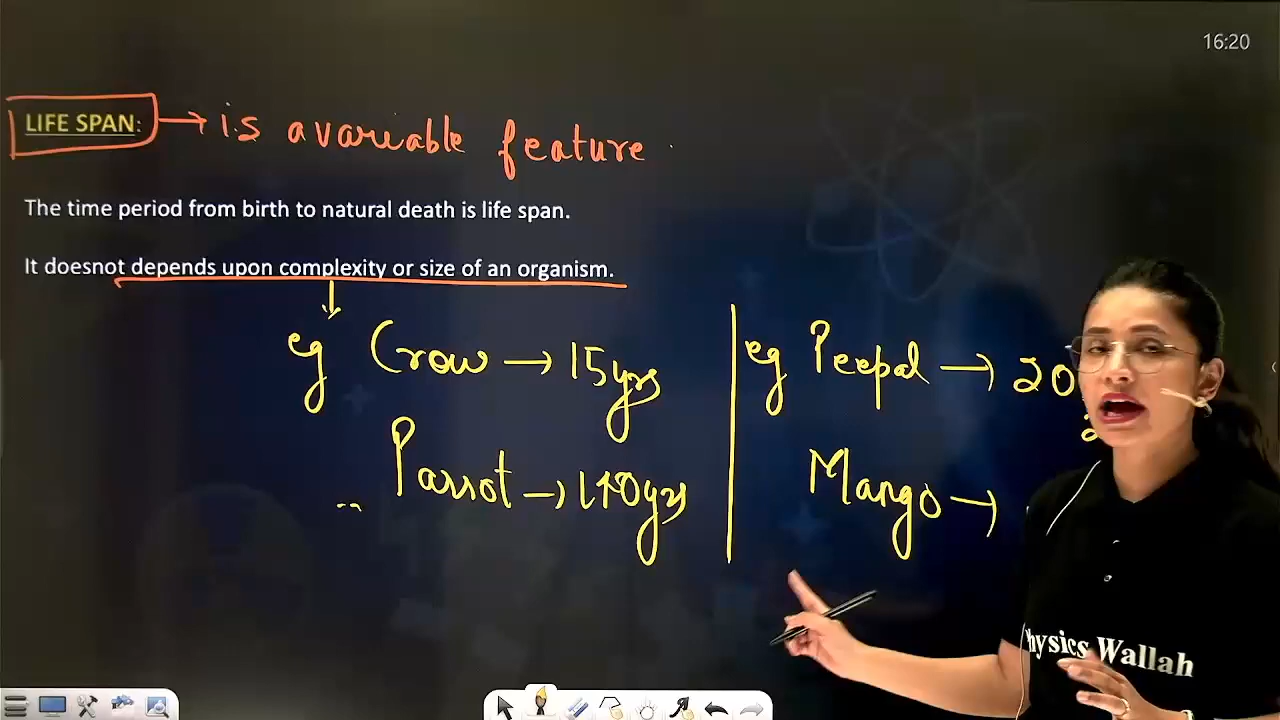 16:20
LIFE SPAN: → is a variable feature
The time period from birth to natural death is life span.
It doesnot depends upon complexity or size of an organism.
eg Crow → 15yrs
Parrot → 140yrs
eg Peepal → 20
Mango →
hysics Wallah